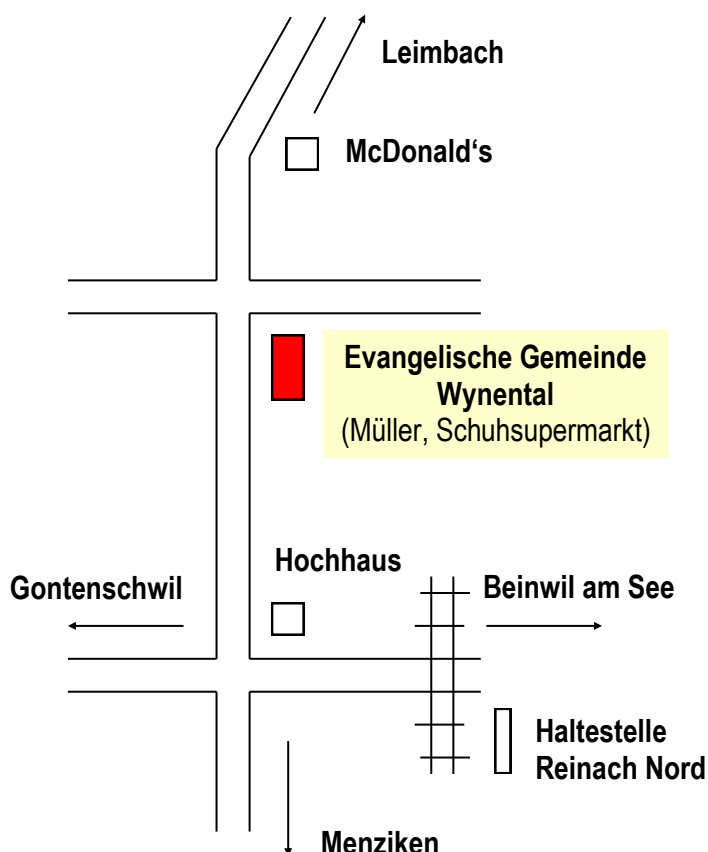 Leimbach
McDonald‘s
Evangelische Gemeinde
Wynental
(Müller, Schuhsupermarkt)
Hochhaus
Gontenschwil
Beinwil am See
Haltestelle
Reinach Nord
Menziken